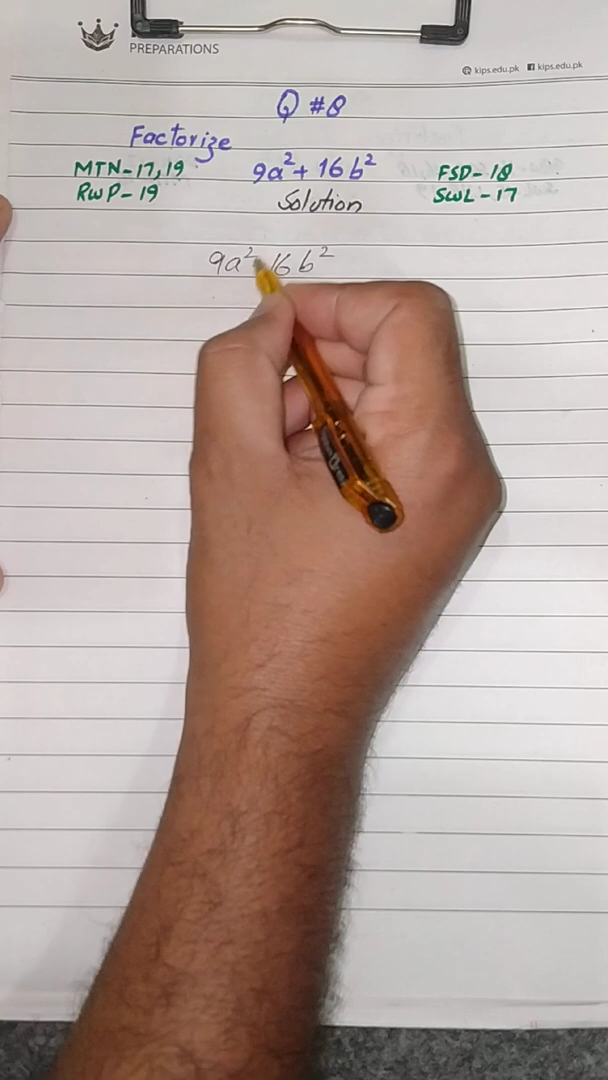 PREPARATIONS
kips.edu.pk kips.edu.pk
Q #8
Factorize
MTN-17,19 9a²+16b² FSD-18
RWP-19 Solution SWL-17
9a² 16b²